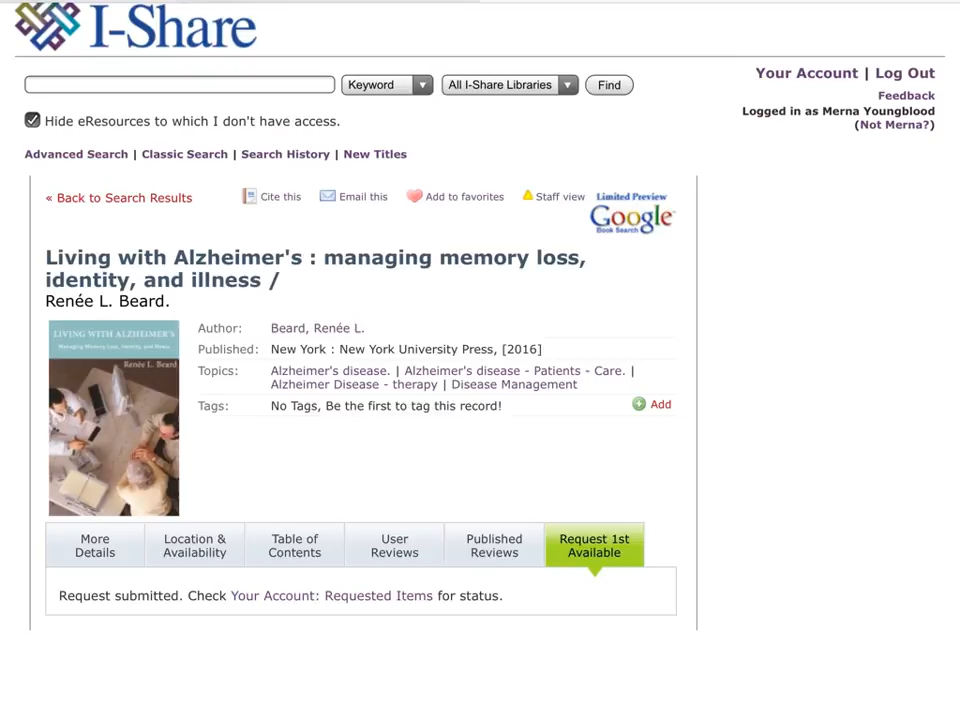 I-Share
Keyword
All I-Share Libraries
Find
Your Account | Log Out
Feedback
Logged in as Merna Youngblood
(Not Merna?)
Hide eResources to which I don't have access.
Advanced Search | Classic Search | Search History | New Titles
« Back to Search Results
Cite this
Email this
Add to favorites
Staff view
Limited Preview
Google
Book Search
Living with Alzheimer's : managing memory loss,
identity, and illness /
Renée L. Beard.
LIVING WITH ALZHEIMER'S
Managing Memory Loss, Identity, and Illness
Renée L. Beard
Author: Beard, Renée L.
Published: New York : New York University Press, [2016]
Topics: Alzheimer's disease. | Alzheimer's disease - Patients - Care. |
Alzheimer Disease - therapy | Disease Management
Tags: No Tags, Be the first to tag this record!
Add
More
Details
Location &
Availability
Table of
Contents
User
Reviews
Published
Reviews
Request 1st
Available
Request submitted. Check Your Account: Requested Items for status.